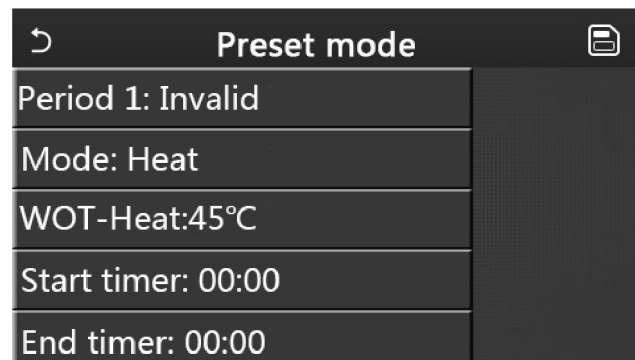 Preset mode
Period 1: Invalid
Mode: Heat
WOT-Heat:45℃
Start timer: 00:00
End timer: 00:00